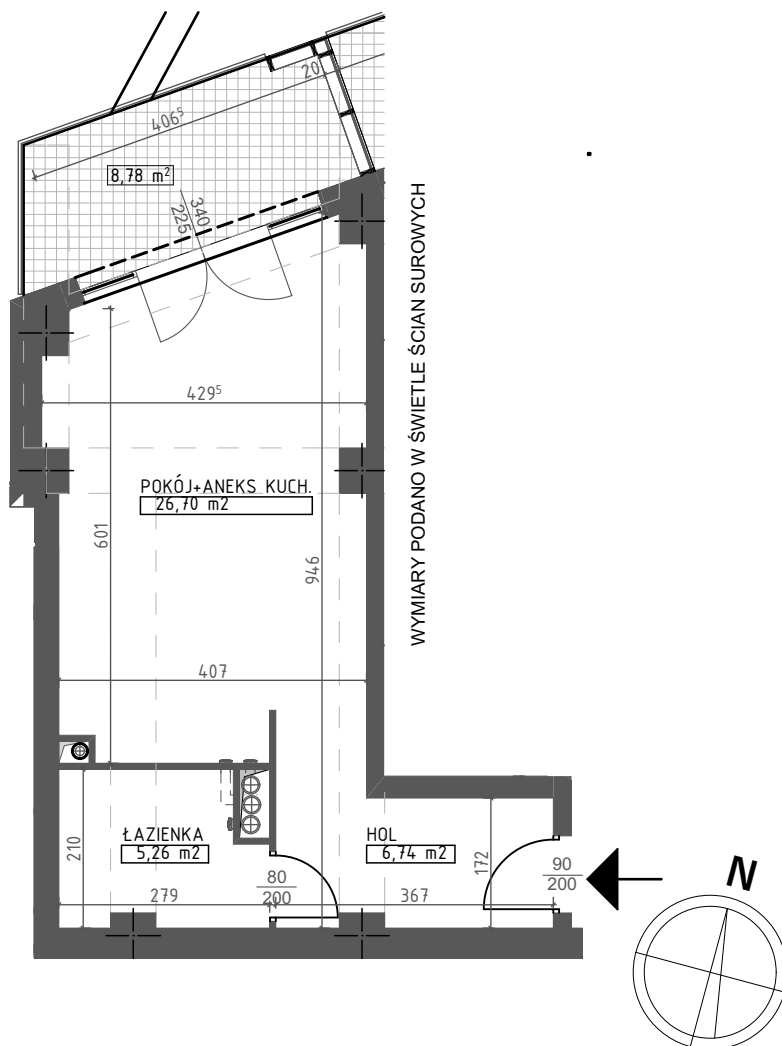 20
406⁵
8,78 m²
340
225
WYMIARY PODANO W ŚWIETLE ŚCIAN SUROWYCH
429⁵
POKÓJ+ANEKS KUCH.
26,70 m2
601
946
407
ŁAZIENKA
5,26 m2
HOL
6,74 m2
210
172
279
80
200
367
90
200
N